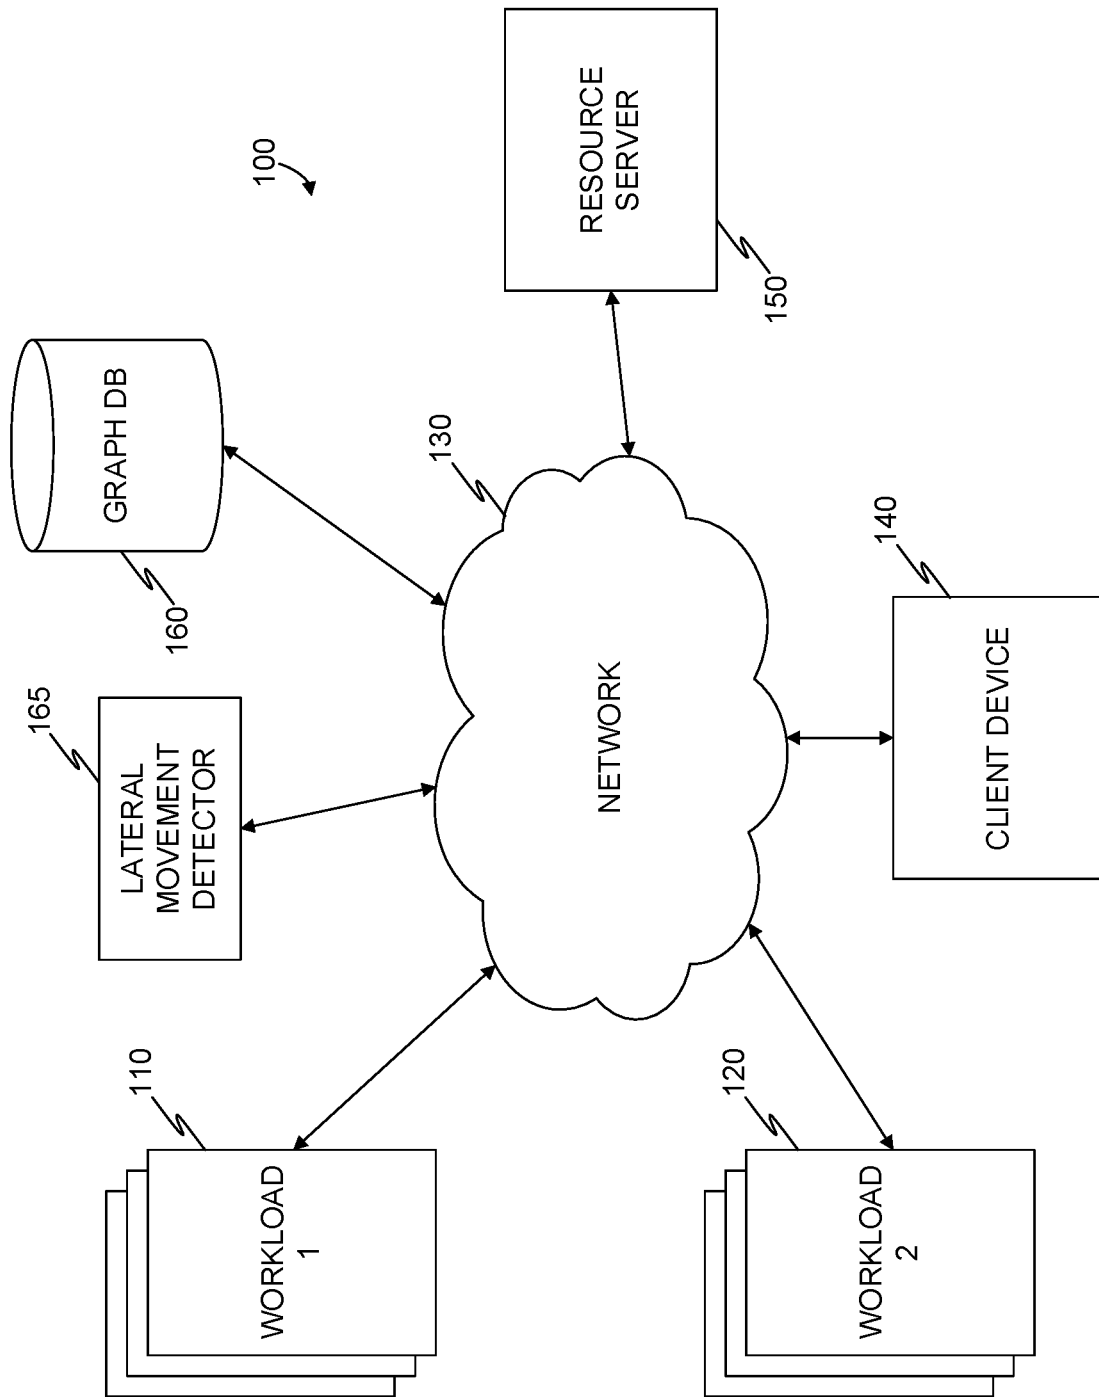 100
WORKLOAD
1
110
LATERAL
MOVEMENT
DETECTOR
165
GRAPH DB
160
NETWORK
130
RESOURCE
SERVER
150
WORKLOAD
2
120
CLIENT DEVICE
140